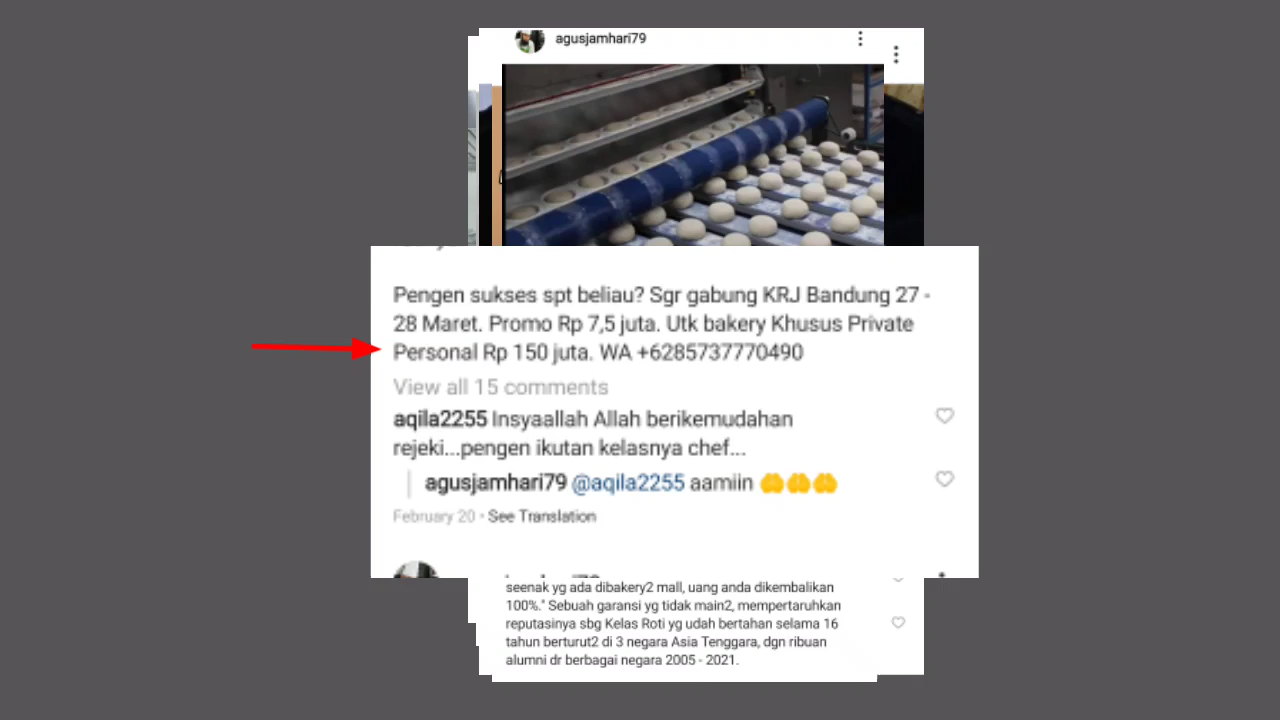 agusjamhari79
Pengen sukses spt beliau? Sgr gabung KRJ Bandung 27 -
28 Maret. Promo Rp 7,5 juta. Utk bakery Khusus Private
Personal Rp 150 juta. WA +6285737770490
View all 15 comments
aqila2255 Insyaallah Allah berikemudahan
rejeki...pengen ikutan kelasnya chef...
agusjamhari79 @aqila2255 aamiin 🤲🤲🤲
February 20 • See Translation
seenak yg ada dibakery2 mall, uang anda dikembalikan
100%." Sebuah garansi yg tidak main2, mempertaruhkan
reputasinya sbg Kelas Roti yg udah bertahan selama 16
tahun berturut2 di 3 negara Asia Tenggara, dgn ribuan
alumni dr berbagai negara 2005 - 2021.